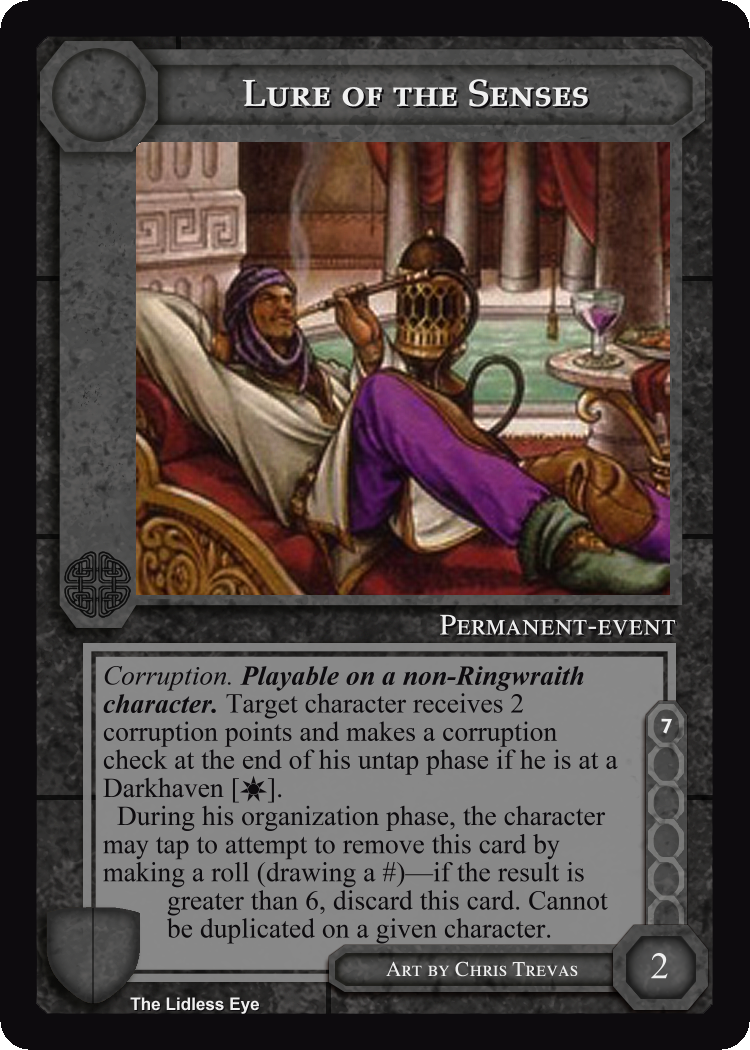 Lure of the Senses
Permanent-event
Corruption. Playable on a non-Ringwraith
character. Target character receives 2
corruption points and makes a corruption
check at the end of his untap phase if he is at a
Darkhaven [☀].
During his organization phase, the character
may tap to attempt to remove this card by
making a roll (drawing a #)—if the result is
greater than 6, discard this card. Cannot
be duplicated on a given character.
7
Art by Chris Trevas
2
The Lidless Eye